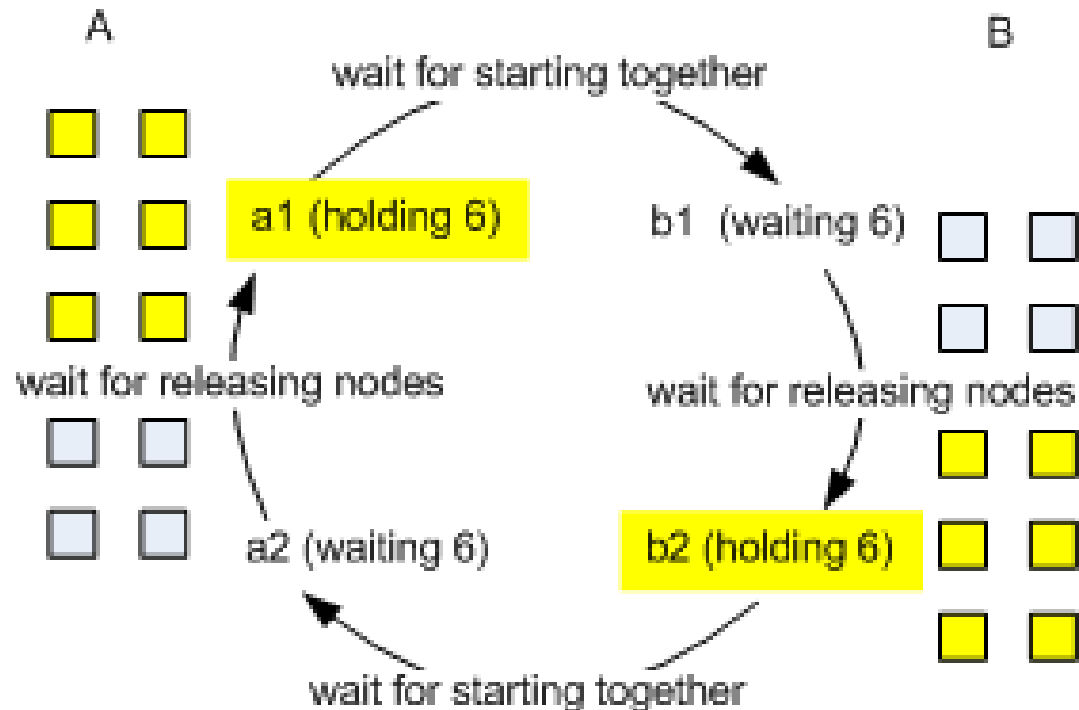 A
B
wait for starting together
a1 (holding 6)
b1 (waiting 6)
wait for releasing nodes
wait for releasing nodes
a2 (waiting 6)
b2 (holding 6)
wait for starting together